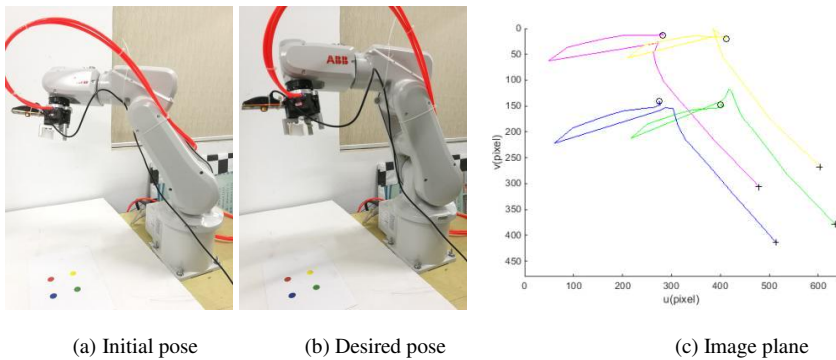 ABB
ABB
0
50
100
150
200
250
300
350
400
450
v(pixel)
0 100 200 300 400 500 600
u(pixel)
(a) Initial pose (b) Desired pose (c) Image plane